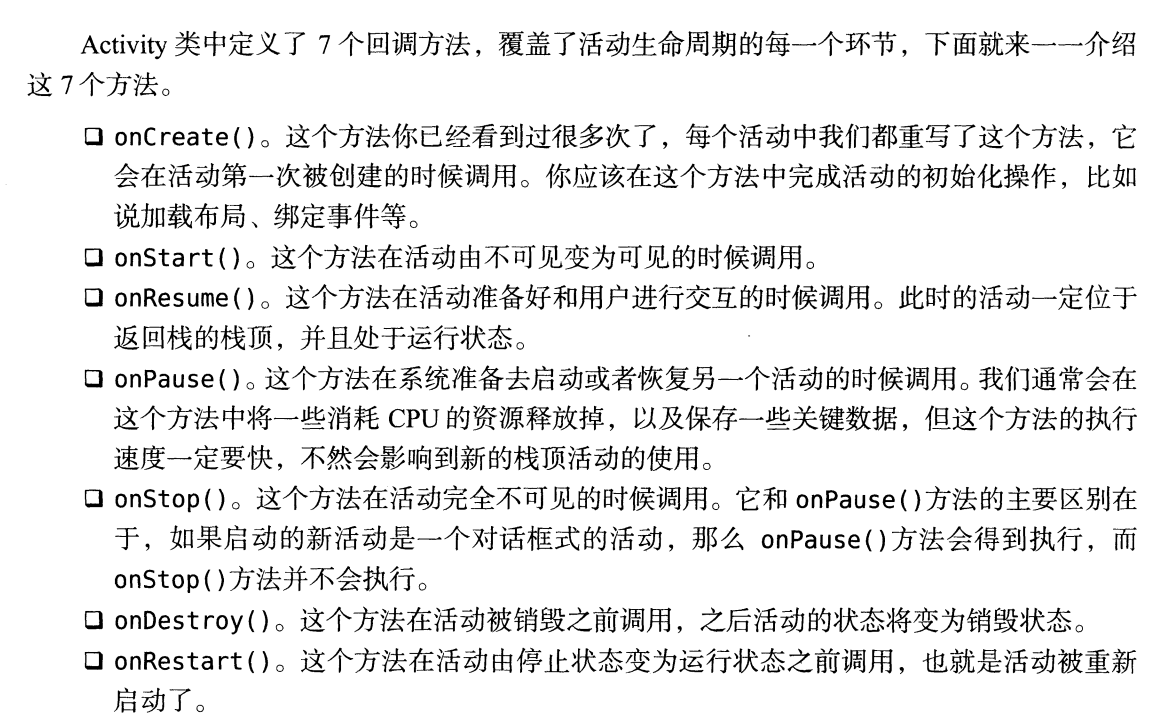 Activity 类中定义了 7 个回调方法，覆盖了活动生命周期的每一个环节，下面就来一一介绍
这 7 个方法。
❑ onCreate()。这个方法你已经看到过很多次了，每个活动中我们都重写了这个方法，它
会在活动第一次被创建的时候调用。你应该在这个方法中完成活动的初始化操作，比如
说加载布局、绑定事件等。
❑ onStart()。这个方法在活动由不可见变为可见的时候调用。
❑ onResume()。这个方法在活动准备好和用户进行交互的时候调用。此时的活动一定位于
返回栈的栈顶，并且处于运行状态。
❑ onPause()。这个方法在系统准备去启动或者恢复另一个活动的时候调用。我们通常会在
这个方法中将一些消耗 CPU 的资源释放掉，以及保存一些关键数据，但这个方法的执行
速度一定要快，不然会影响到新的栈顶活动的使用。
❑ onStop()。这个方法在活动完全不可见的时候调用。它和 onPause()方法的主要区别在
于，如果启动的新活动是一个对话框式的活动，那么 onPause()方法会得到执行，而
onStop()方法并不会执行。
❑ onDestroy()。这个方法在活动被销毁之前调用，之后活动的状态将变为销毁状态。
❑ onRestart()。这个方法在活动由停止状态变为运行状态之前调用，也就是活动被重新
启动了。